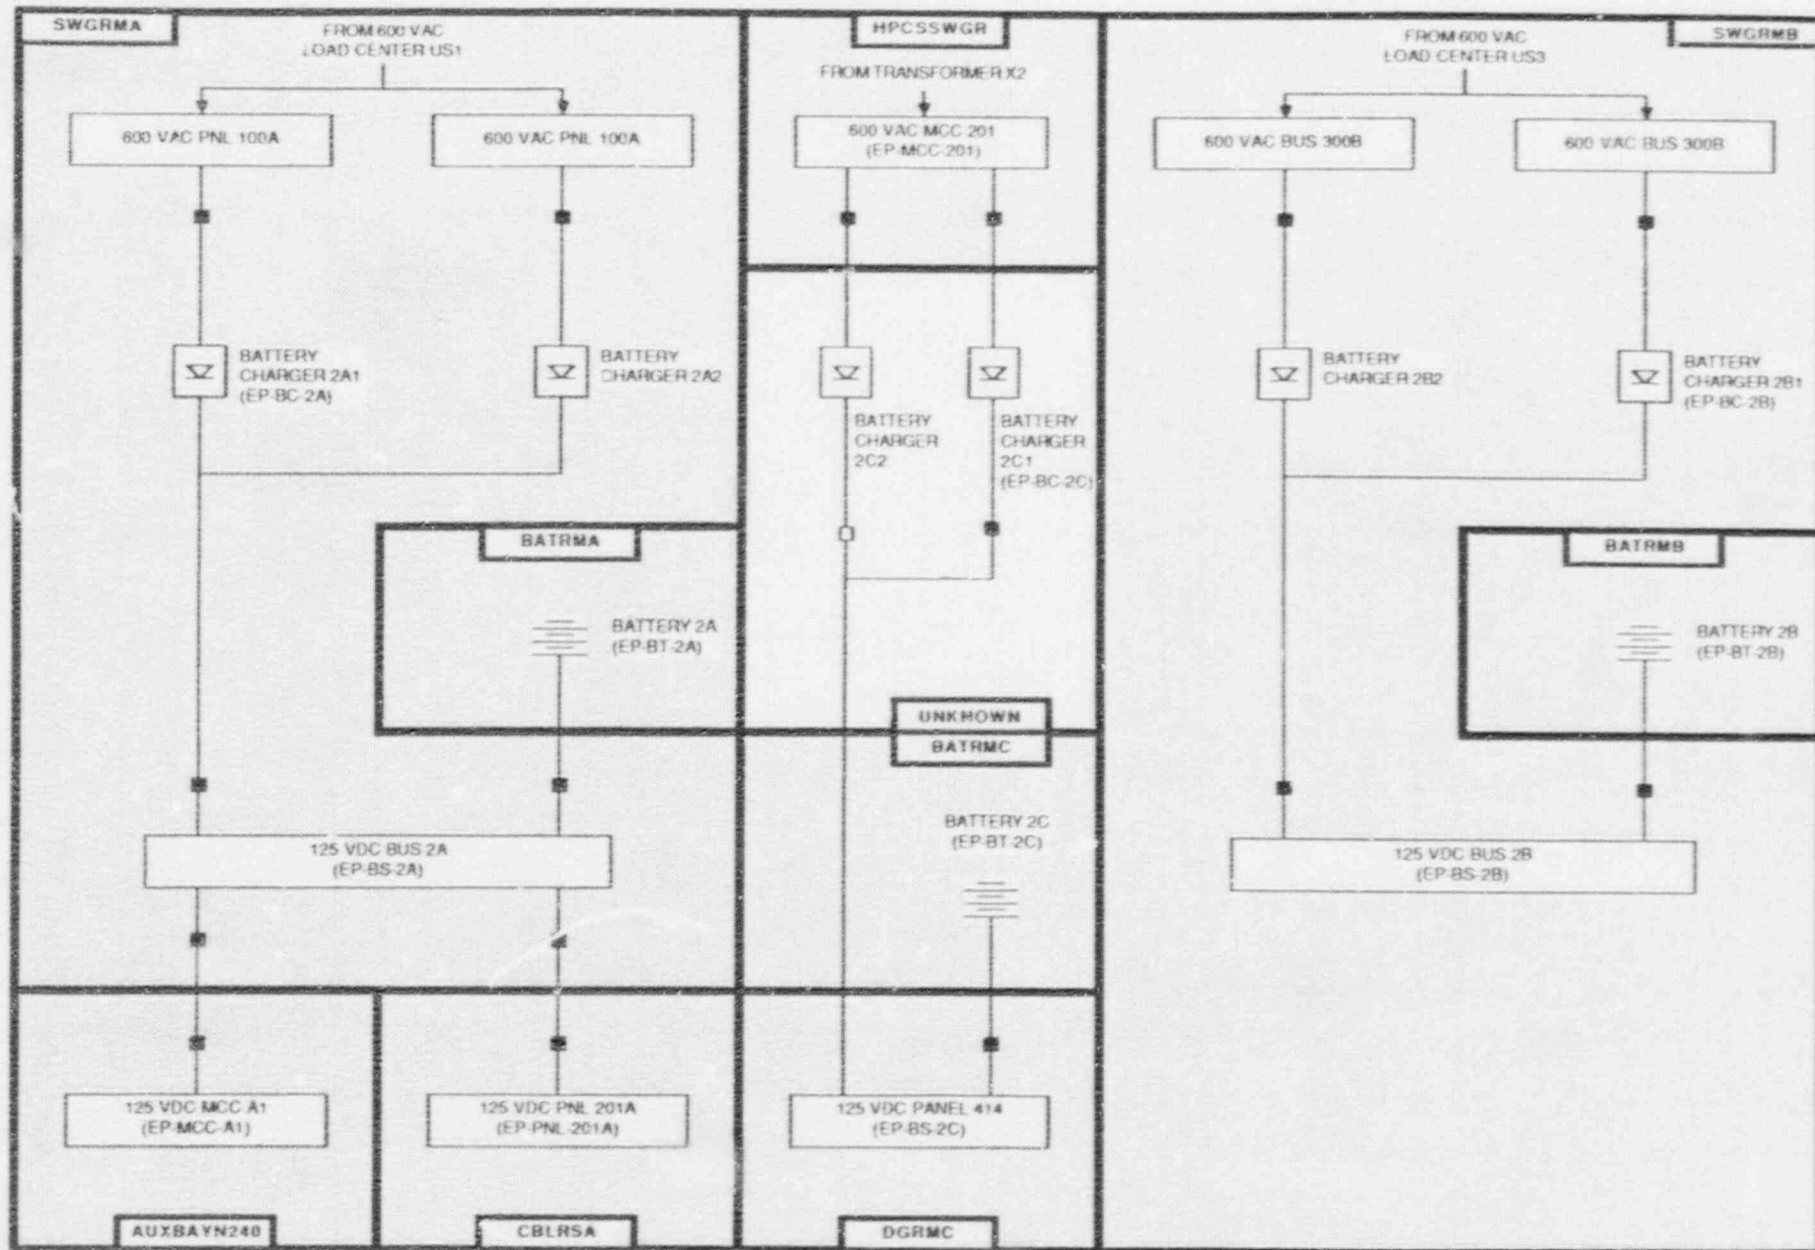 SWGRMA
FROM 600 VAC
LOAD CENTER US1
600 VAC PNL 100A
600 VAC PNL 100A
BATTERY
CHARGER 2A1
(EP-BC-2A)
BATTERY
CHARGER 2A2
BATRMA
BATTERY 2A
(EP-BT-2A)
125 VDC BUS 2A
(EP-BS-2A)
125 VDC MCC A1
(EP-MCC-A1)
AUXBAYN240
125 VDC PNL 201A
(EP-PNL-201A)
CBLRSA
HPCSSWGR
FROM TRANSFORMER X2
600 VAC MCC 201
(EP-MCC-201)
BATTERY
CHARGER
2C2
BATTERY
CHARGER
2C1
(EP-BC-2C)
UNKNOWN
BATRMC
BATTERY 2C
(EP-BT-2C)
125 VDC PANEL 414
(EP-BS-2C)
DGRMC
SWGRMB
FROM 600 VAC
LOAD CENTER US3
600 VAC BUS 300B
600 VAC BUS 300B
BATTERY
CHARGER 2B2
BATTERY
CHARGER 2B1
(EP-BC-2B)
BATRMB
BATTERY 2B
(EP-BT-2B)
125 VDC BUS 2B
(EP-BS-2B)